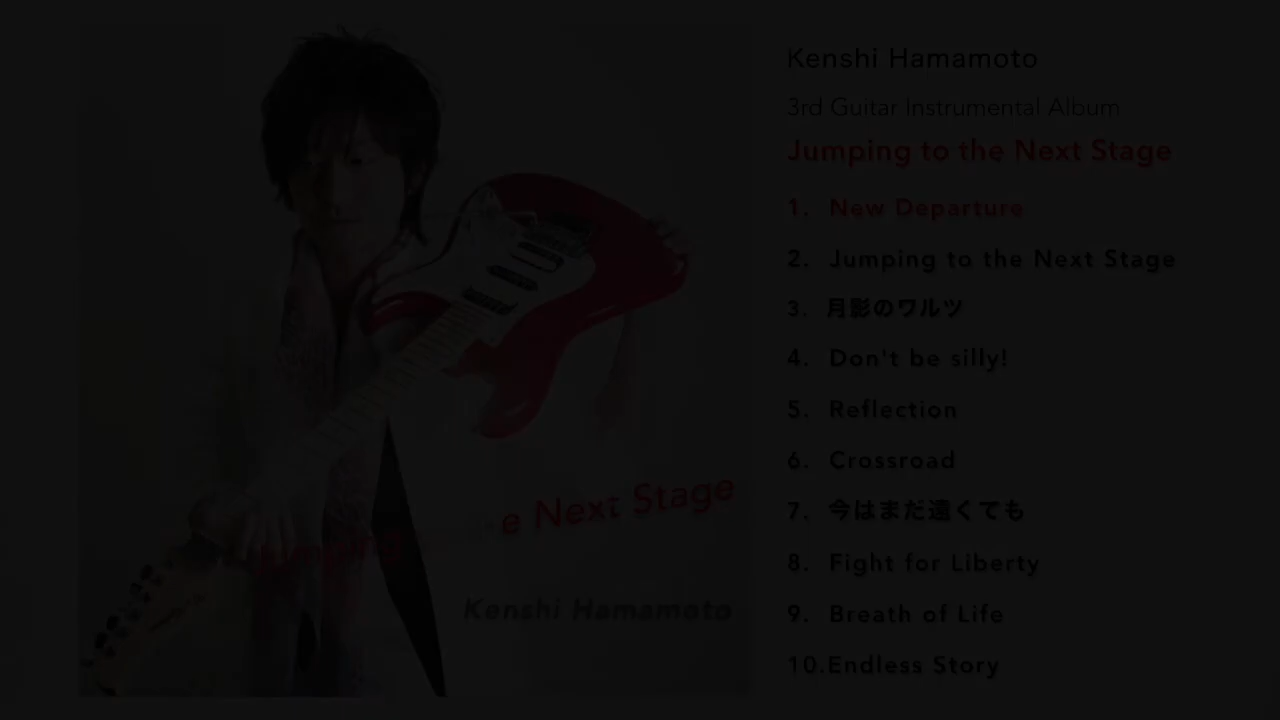 Kenshi Hamamoto
3rd Guitar Instrumental Album
Jumping to the Next Stage
1. New Departure
2. Jumping to the Next Stage
3. 月影のワルツ
4. Don't be silly!
5. Reflection
6. Crossroad
7. 今はまだ遠くても
8. Fight for Liberty
9. Breath of Life
10.Endless Story
Jumping to the Next Stage
Kenshi Hamamoto